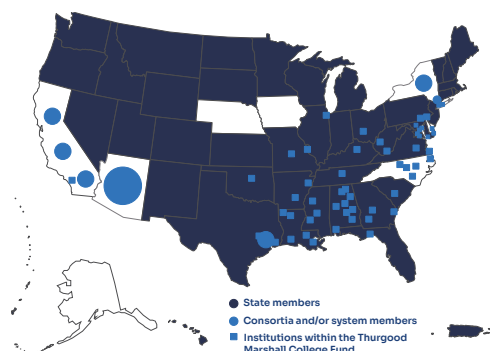 State members
Consortia and/or system members
Institutions within the Thurgood
Marshall College Fund